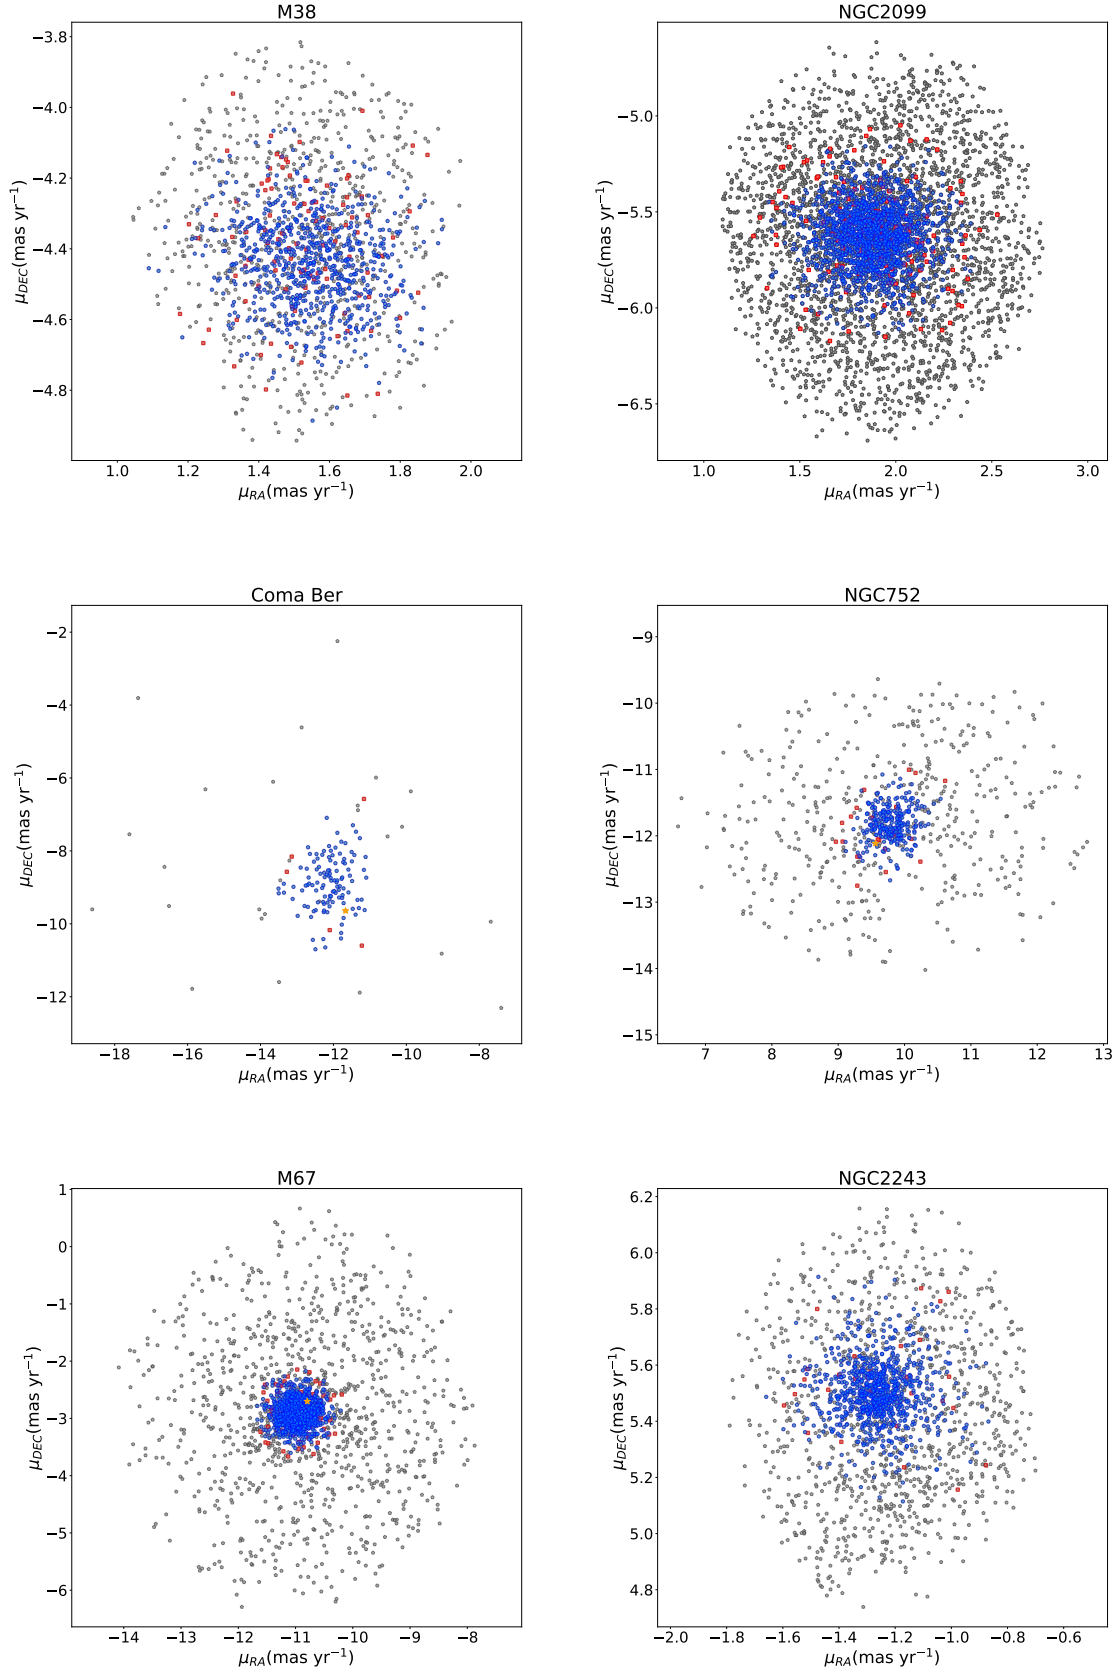 M38
−3.8
−4.0
−4.2
−4.4
−4.6
−4.8
μDEC(mas yr−1)
1.0 1.2 1.4 1.6 1.8 2.0
μRA(mas yr−1)
NGC2099
−5.0
−5.5
−6.0
−6.5
μDEC(mas yr−1)
1.0 1.5 2.0 2.5 3.0
μRA(mas yr−1)
Coma Ber
−2
−4
−6
−8
−10
−12
μDEC(mas yr−1)
−18 −16 −14 −12 −10 −8
μRA(mas yr−1)
NGC752
−9
−10
−11
−12
−13
−14
−15
μDEC(mas yr−1)
7 8 9 10 11 12 13
μRA(mas yr−1)
M67
1
0
−1
−2
−3
−4
−5
−6
μDEC(mas yr−1)
−14 −13 −12 −11 −10 −9 −8
μRA(mas yr−1)
NGC2243
6.2
6.0
5.8
5.6
5.4
5.2
5.0
4.8
μDEC(mas yr−1)
−2.0 −1.8 −1.6 −1.4 −1.2 −1.0 −0.8 −0.6
μRA(mas yr−1)